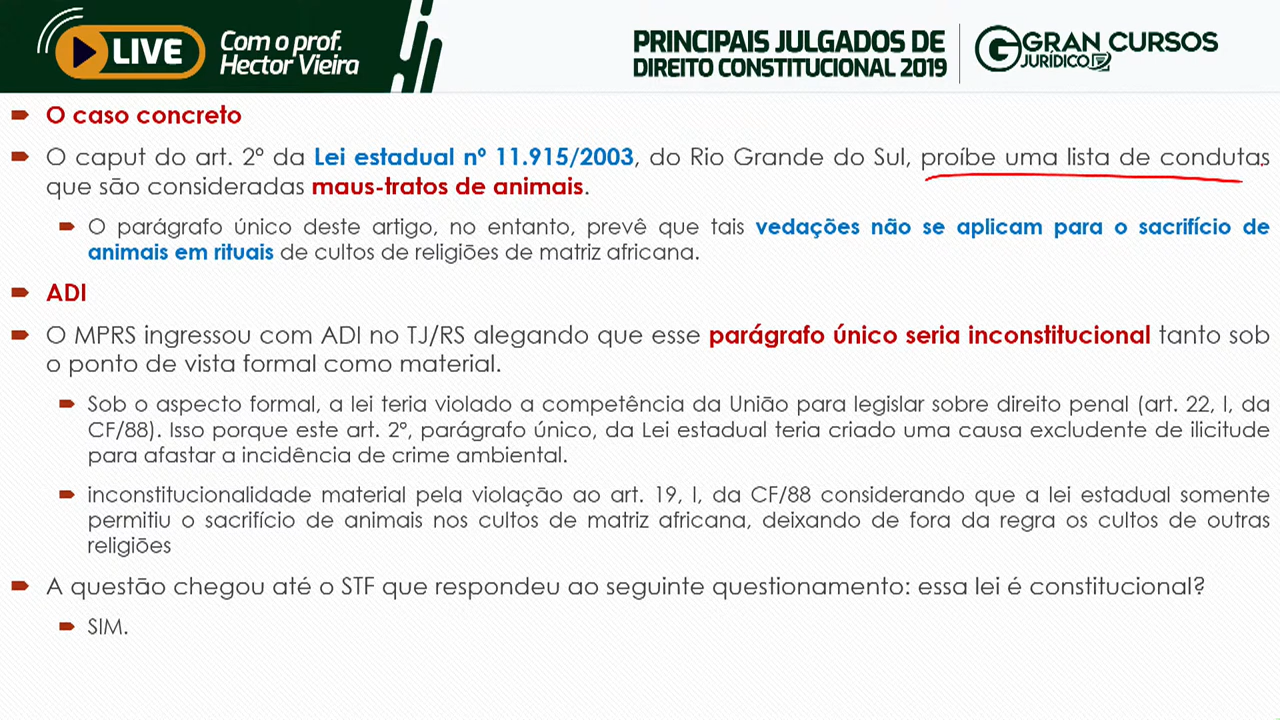 LIVE
Com o prof.
Hector Vieira
PRINCIPAIS JULGADOS DE
DIREITO CONSTITUCIONAL 2019
GRAN CURSOS
JURÍDICO
O caso concreto
O caput do art. 2º da Lei estadual nº 11.915/2003, do Rio Grande do Sul, proíbe uma lista de condutas
que são consideradas maus-tratos de animais.
O parágrafo único deste artigo, no entanto, prevê que tais vedações não se aplicam para o sacrifício de
animais em rituais de cultos de religiões de matriz africana.
ADI
O MPRS ingressou com ADI no TJ/RS alegando que esse parágrafo único seria inconstitucional tanto sob
o ponto de vista formal como material.
Sob o aspecto formal, a lei teria violado a competência da União para legislar sobre direito penal (art. 22, I, da
CF/88). Isso porque este art. 2º, parágrafo único, da Lei estadual teria criado uma causa excludente de ilicitude
para afastar a incidência de crime ambiental.
inconstitucionalidade material pela violação ao art. 19, I, da CF/88 considerando que a lei estadual somente
permitiu o sacrifício de animais nos cultos de matriz africana, deixando de fora da regra os cultos de outras
religiões
A questão chegou até o STF que respondeu ao seguinte questionamento: essa lei é constitucional?
SIM.